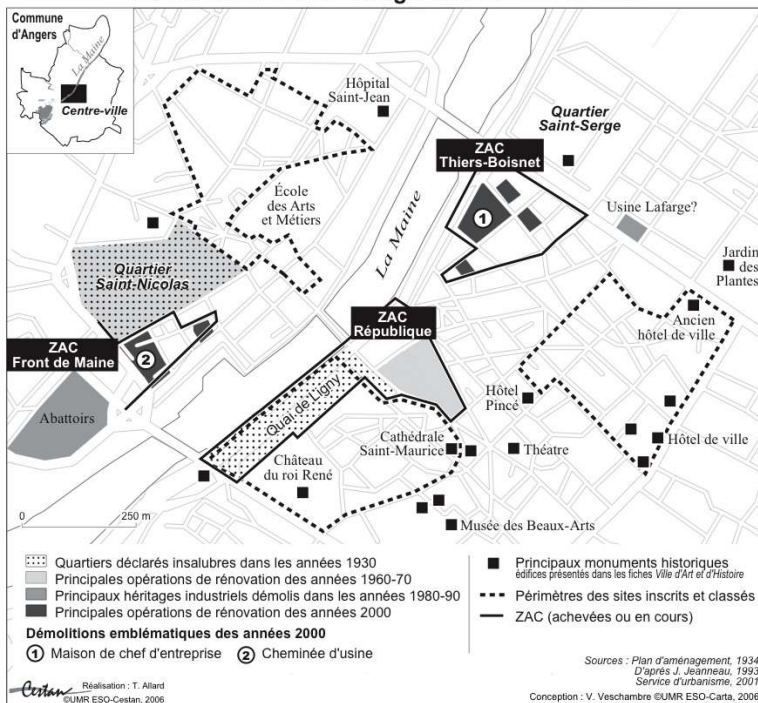 Commune
d'Angers
La Maine
Centre-ville
Hôpital
Saint-Jean
Quartier
Saint-Serge
ZAC
Thiers-Boisnet
1
École
des Arts
et Métiers
La Maine
Usine Lafarge?
Jardin
des
Plantes
Quartier
Saint-Nicolas
ZAC
République
Ancien
hôtel de ville
ZAC
Front de Maine
2
Abattoirs
Quai de Ligny
Hôtel
Pincé
Cathédrale
Saint-Maurice
Théatre
Hôtel de ville
Château
du roi René
Musée des Beaux-Arts
0 250 m
Quartiers déclarés insalubres dans les années 1930
Principales opérations de rénovation des années 1960-70
Principaux héritages industriels démolis dans les années 1980-90
Principales opérations de rénovation des années 2000
Démolitions emblématiques des années 2000
1 Maison de chef d'entreprise 2 Cheminée d'usine
Principaux monuments historiques
édifices présentés dans les fiches Ville d'Art et d'Histoire
Périmètres des sites inscrits et classés
ZAC (achevées ou en cours)
Cestan Réalisation : T. Allard
©UMR ESO-Cestan, 2006
Sources : Plan d'aménagement, 1934
D'après J. Jeanneau, 1993
Service d'urbanisme, 2001
Conception : V. Veschambre ©UMR ESO-Carta, 2006